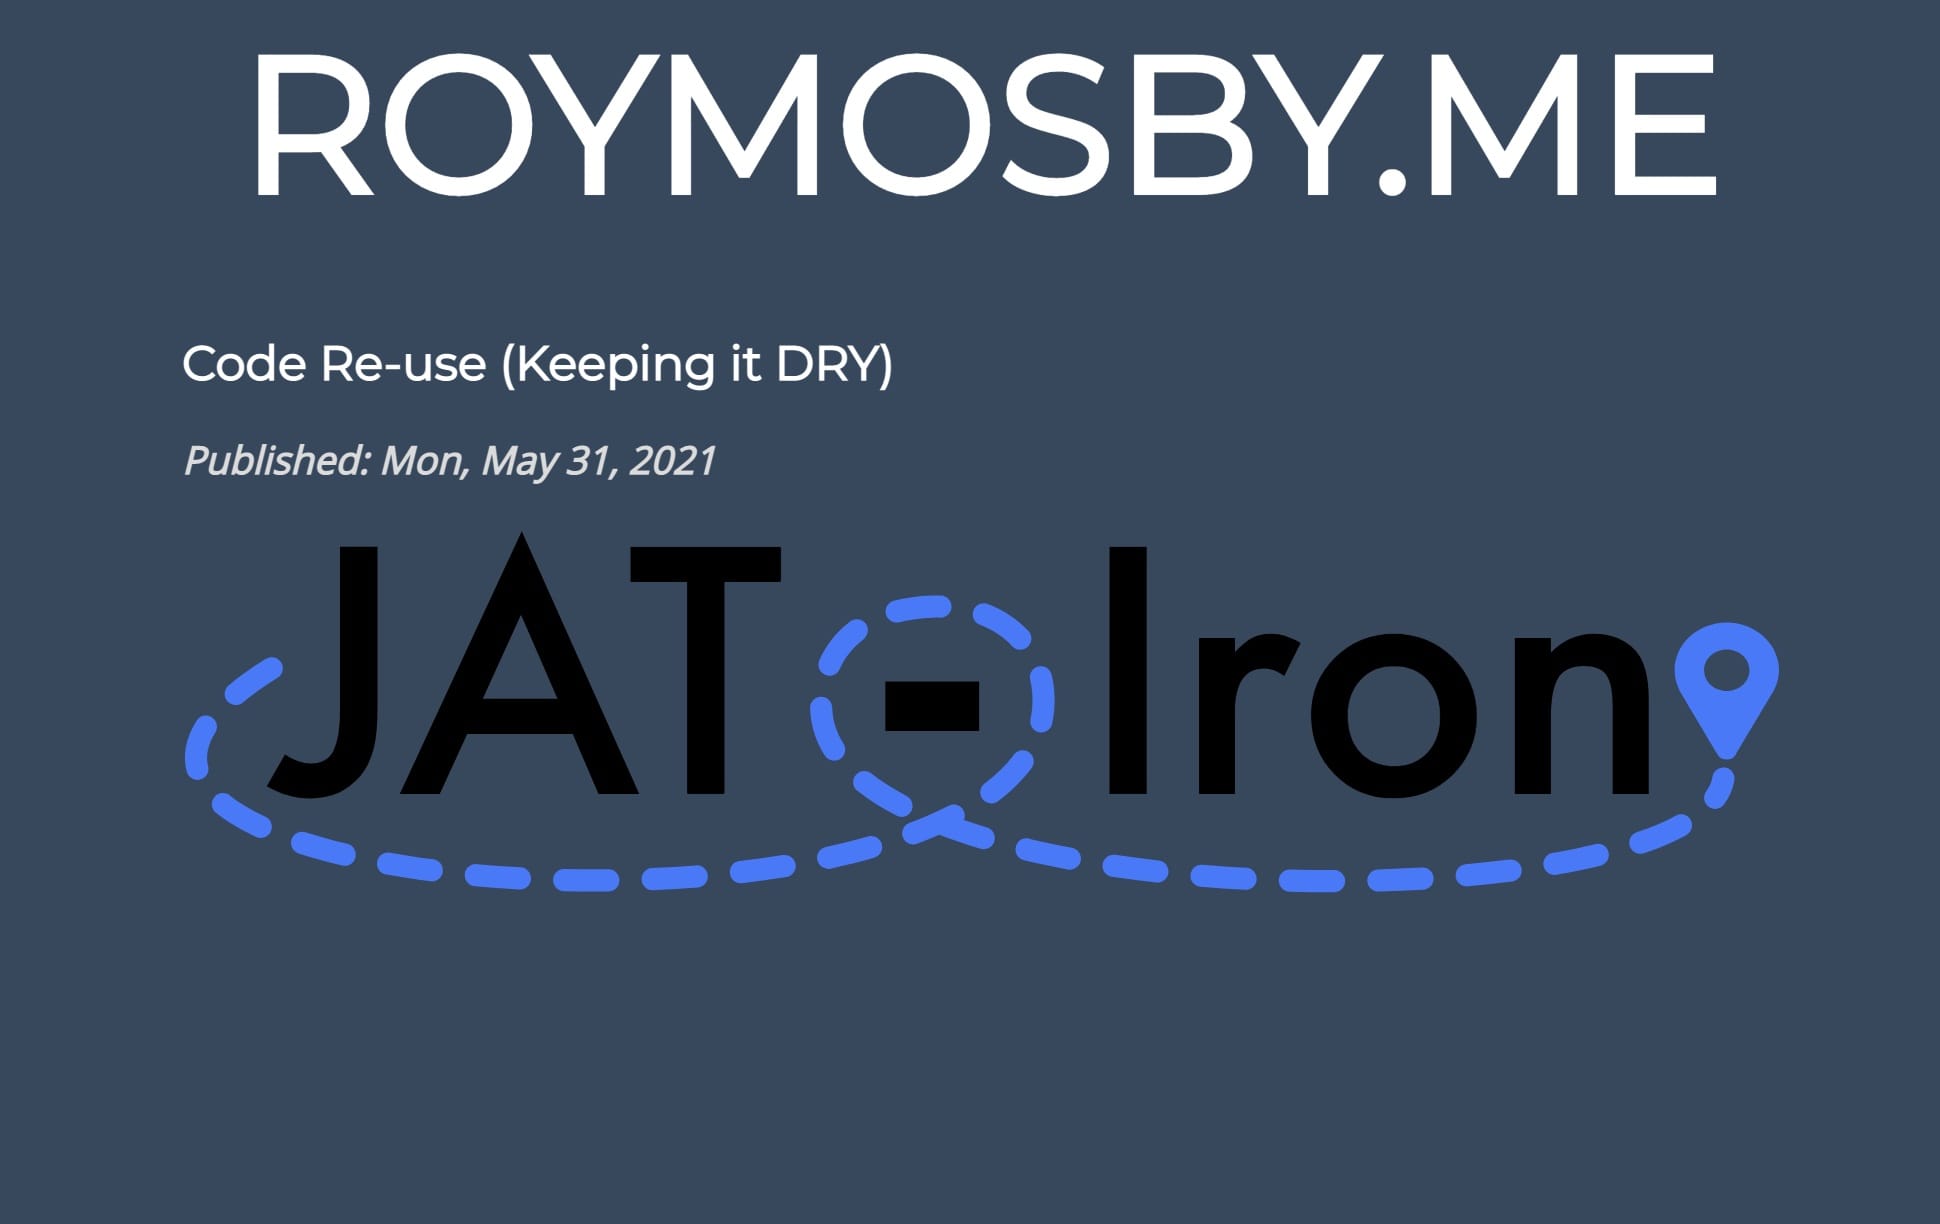 ROYMOSBY.ME
Code Re-use (Keeping it DRY)
Published: Mon, May 31, 2021
JAT - Iron